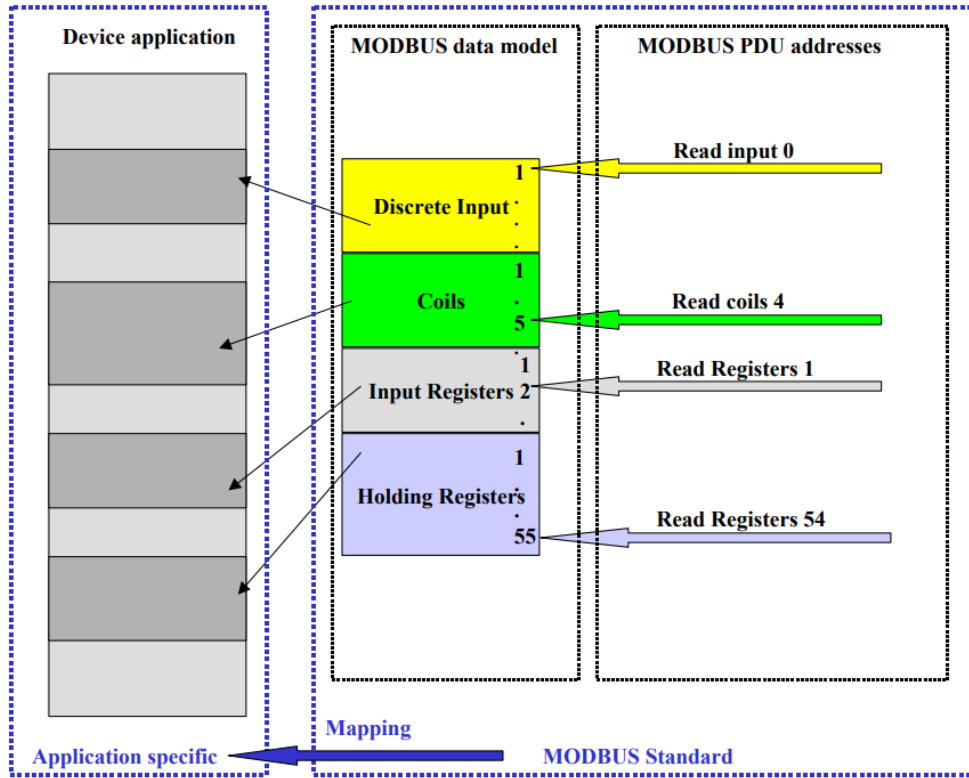 Device application
MODBUS data model
MODBUS PDU addresses
Read input 0
1
.
Discrete Input .
.
.
1
Coils
.
5
Read coils 4
.
1
Input Registers 2
.
Read Registers 1
1
.
Holding Registers
.
.
55
Read Registers 54
Mapping
Application specific
MODBUS Standard